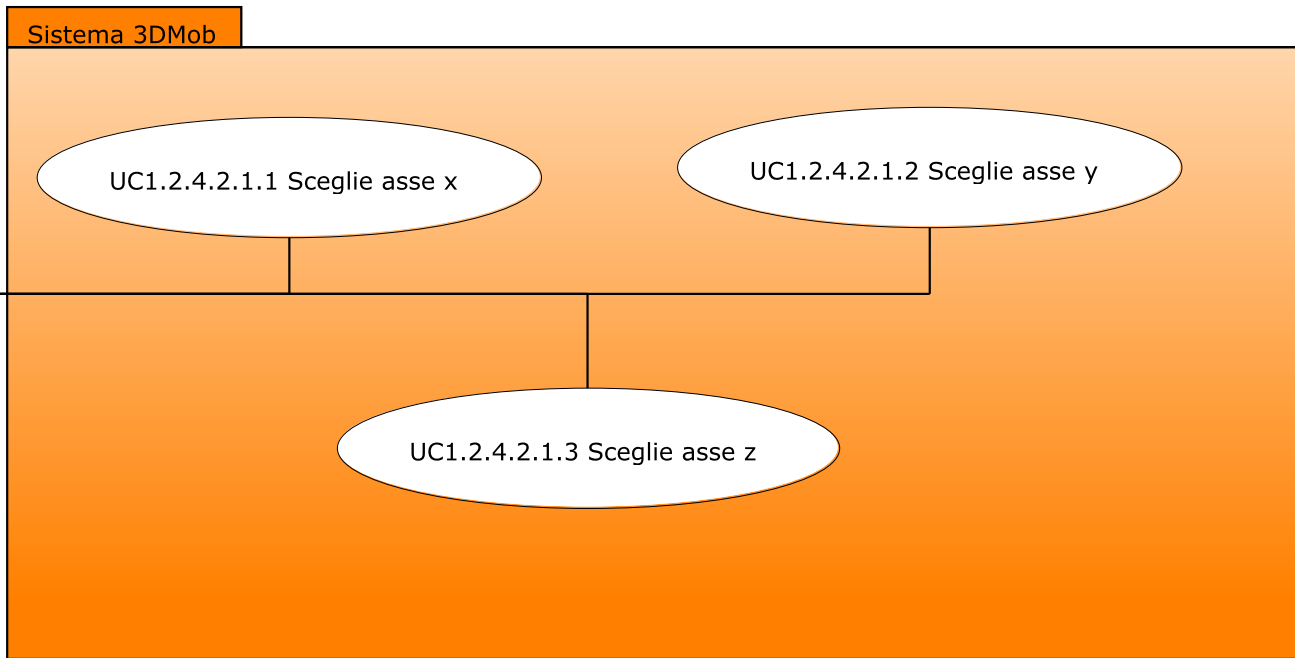 Sistema 3DMob
UC1.2.4.2.1.1 Sceglie asse x
UC1.2.4.2.1.2 Sceglie asse y
UC1.2.4.2.1.3 Sceglie asse z